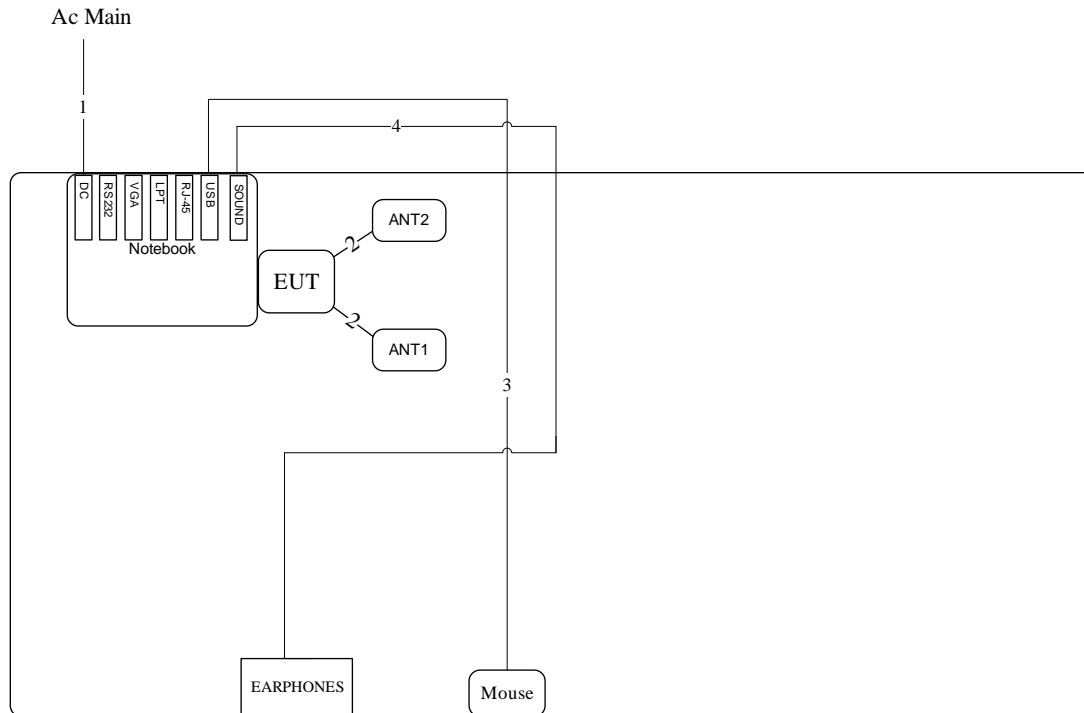 Ac Main
1
4
DC
RS232
VGA
LPT
RJ-45
USB
SOUND
Notebook
ANT2
2
EUT
2
ANT1
3
EARPHONES
Mouse